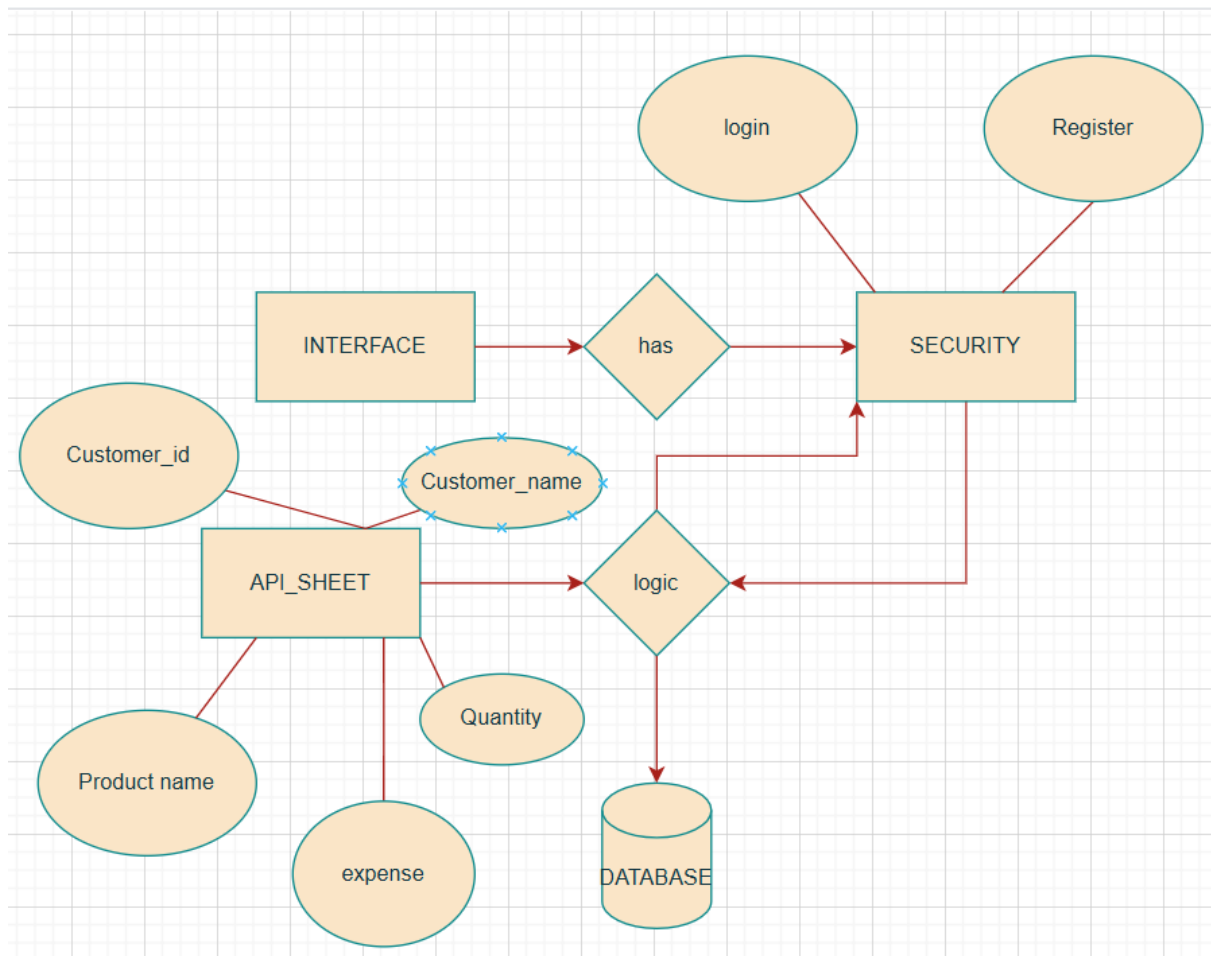 login
Register
INTERFACE
has
SECURITY
Customer_id
Customer_name
API_SHEET
logic
Quantity
Product name
expense
DATABASE